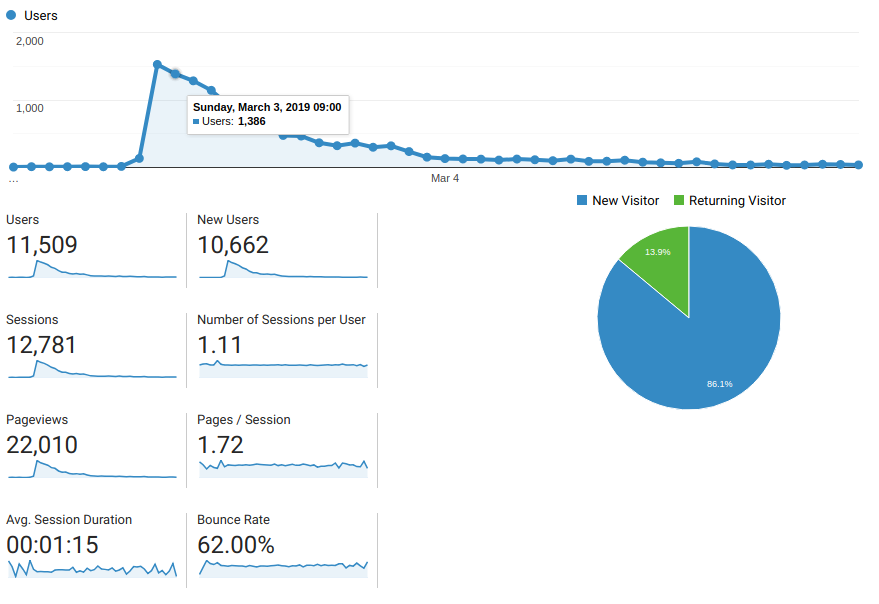 Users
2,000
1,000
Sunday, March 3, 2019 09:00
Users: 1,386
...
Mar 4
New Visitor
Returning Visitor
13.9%
86.1%
Users
11,509
New Users
10,662
Sessions
12,781
Number of Sessions per User
1.11
Pageviews
22,010
Pages / Session
1.72
Avg. Session Duration
00:01:15
Bounce Rate
62.00%